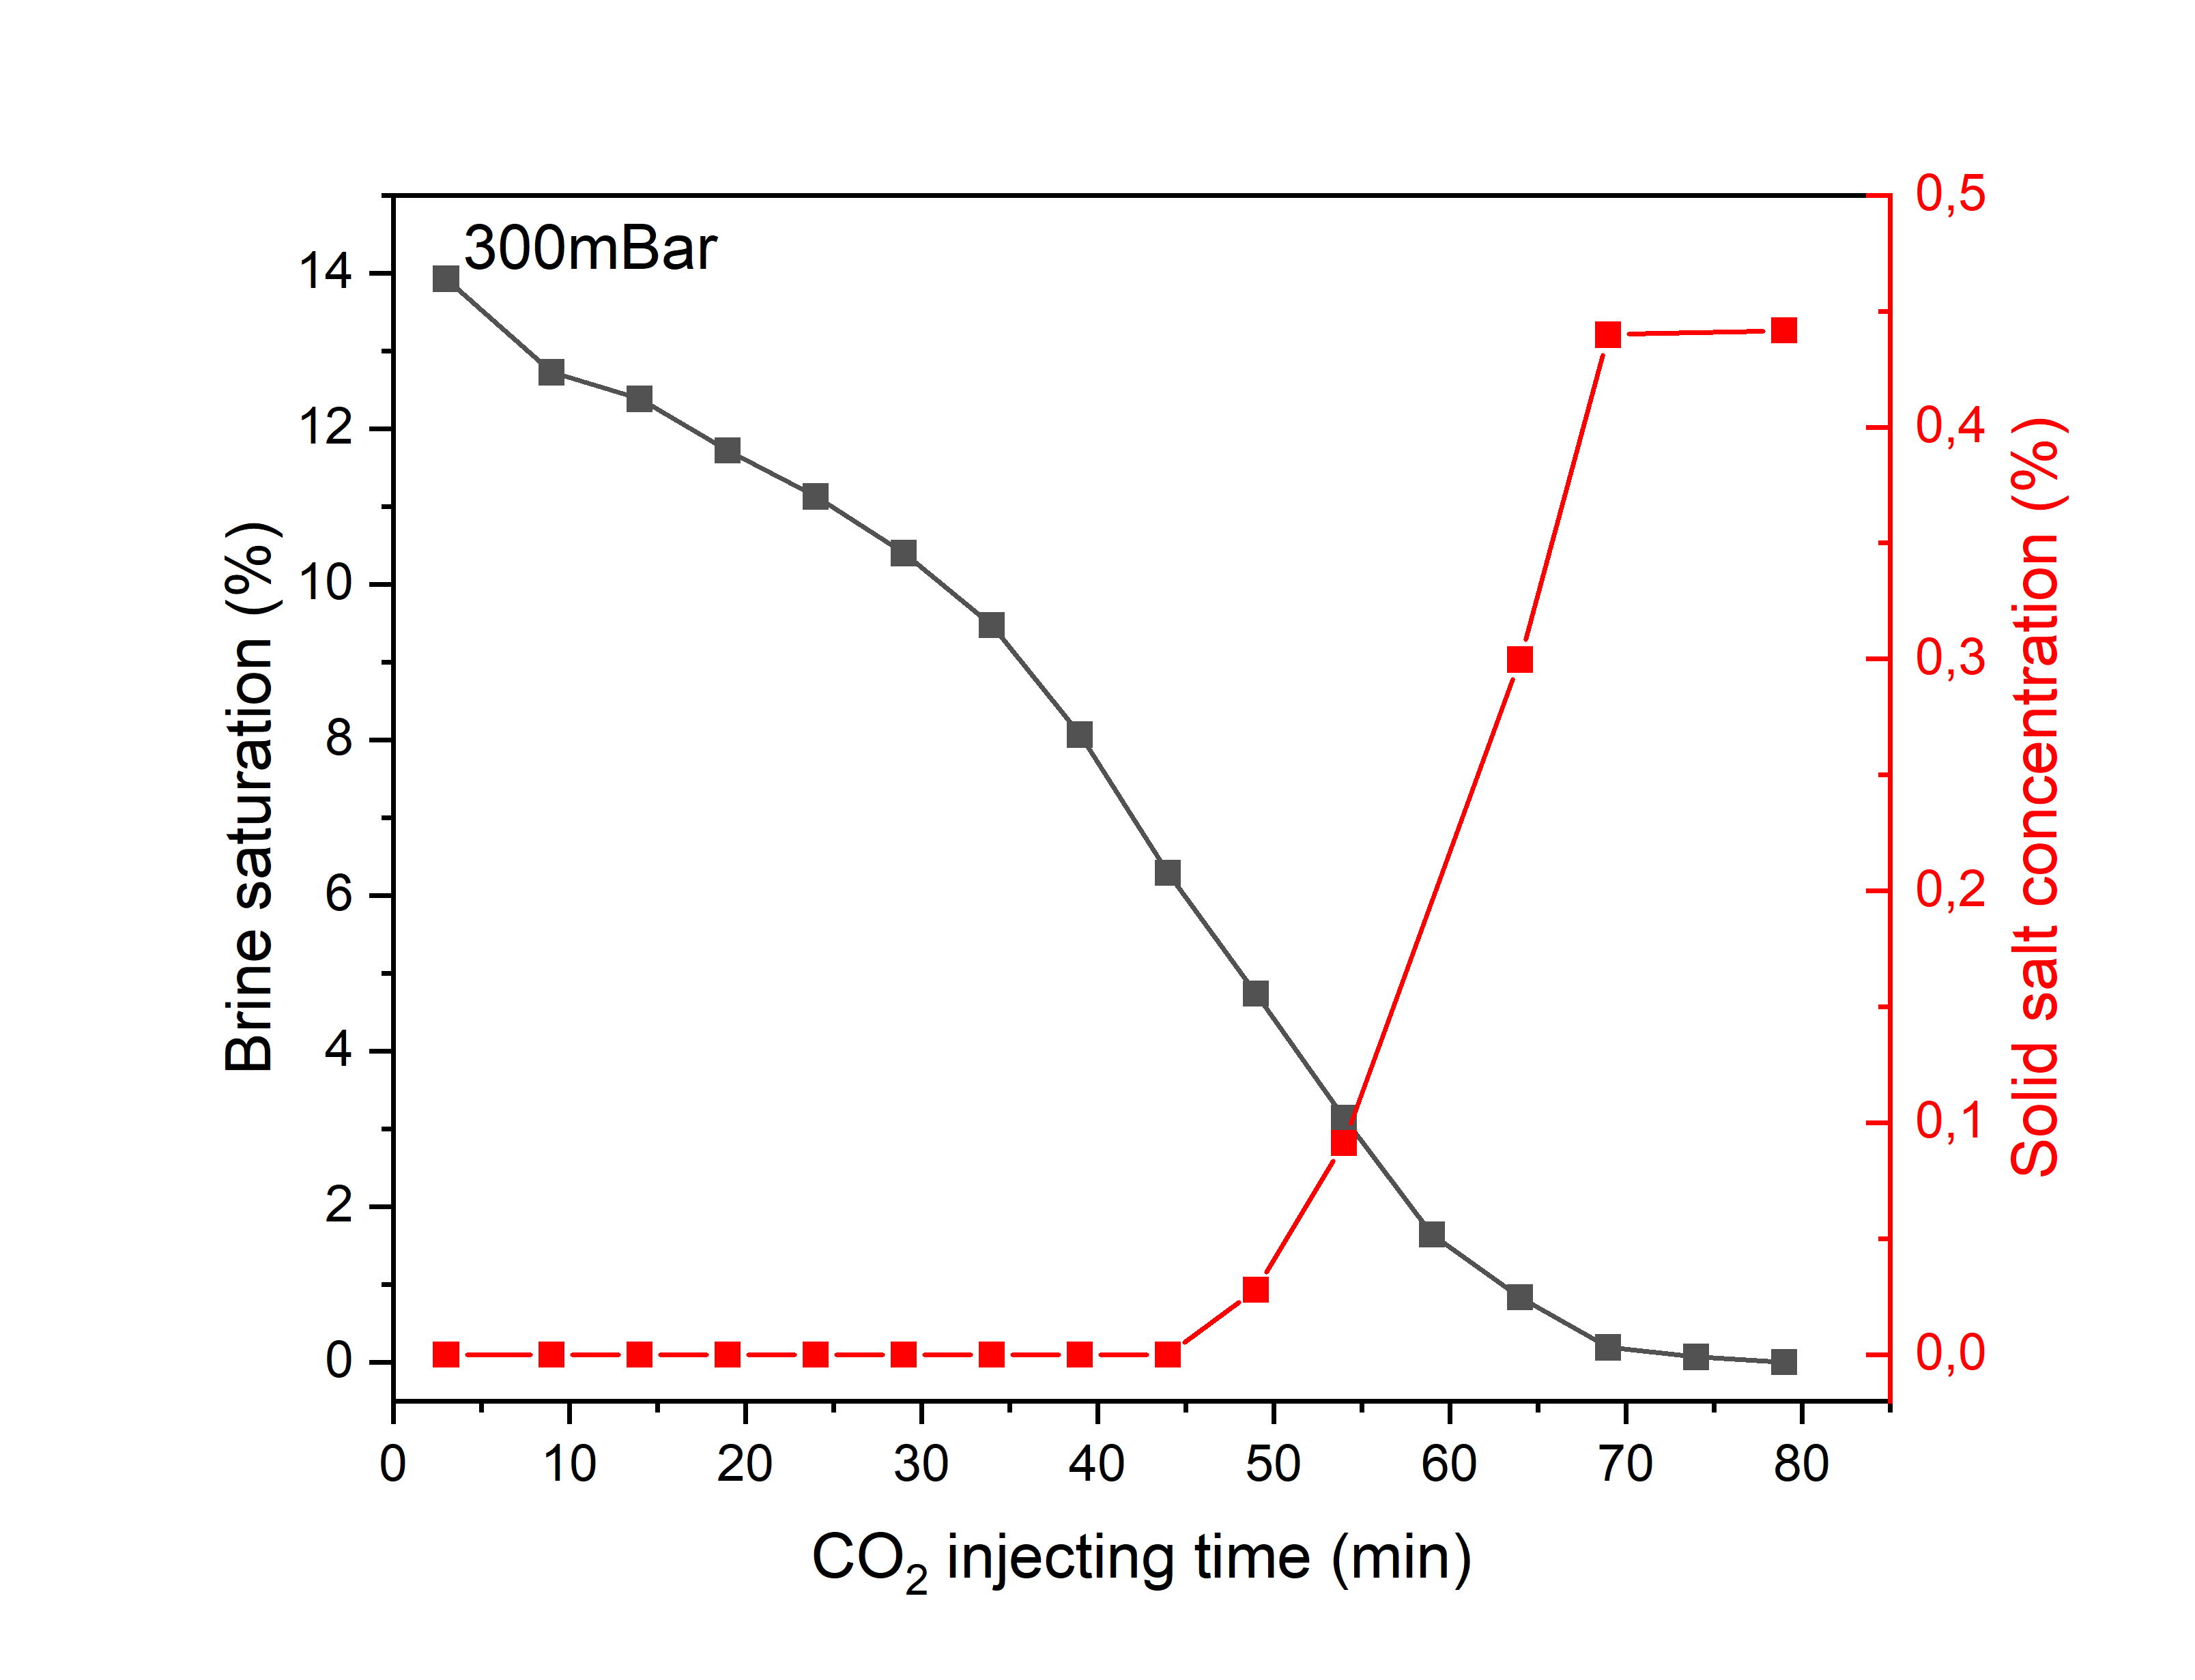 300mBar
14
12
10
8
6
4
2
0
Brine saturation (%)
0,5
0,4
0,3
0,2
0,1
0,0
Solid salt concentration (%)
0 10 20 30 40 50 60 70 80
CO₂ injecting time (min)